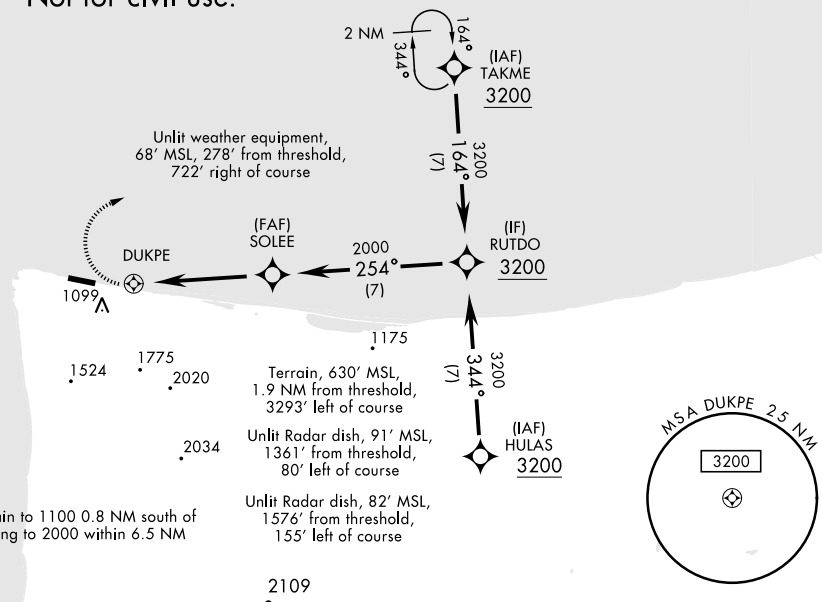 Not for civil use.
2 NM
344°
164°
(IAF)
TAKME
3200
Unlit weather equipment,
68' MSL, 278' from threshold,
722' right of course
3200
164°
(7)
DUKPE
(FAF)
SOLEE
2000
254°
(7)
(IF)
RUTDO
3200
1099
1175
1524
1775
2020
3200
344°
(7)
Terrain, 630' MSL,
1.9 NM from threshold,
3293' left of course
2034
Unlit Radar dish, 91' MSL,
1361' from threshold,
80' left of course
(IAF)
HULAS
3200
MSA DUKPE 25 NM
3200
Unlit Radar dish, 82' MSL,
1576' from threshold,
155' left of course
to 1100 0.8 NM south of
to 2000 within 6.5 NM
2109